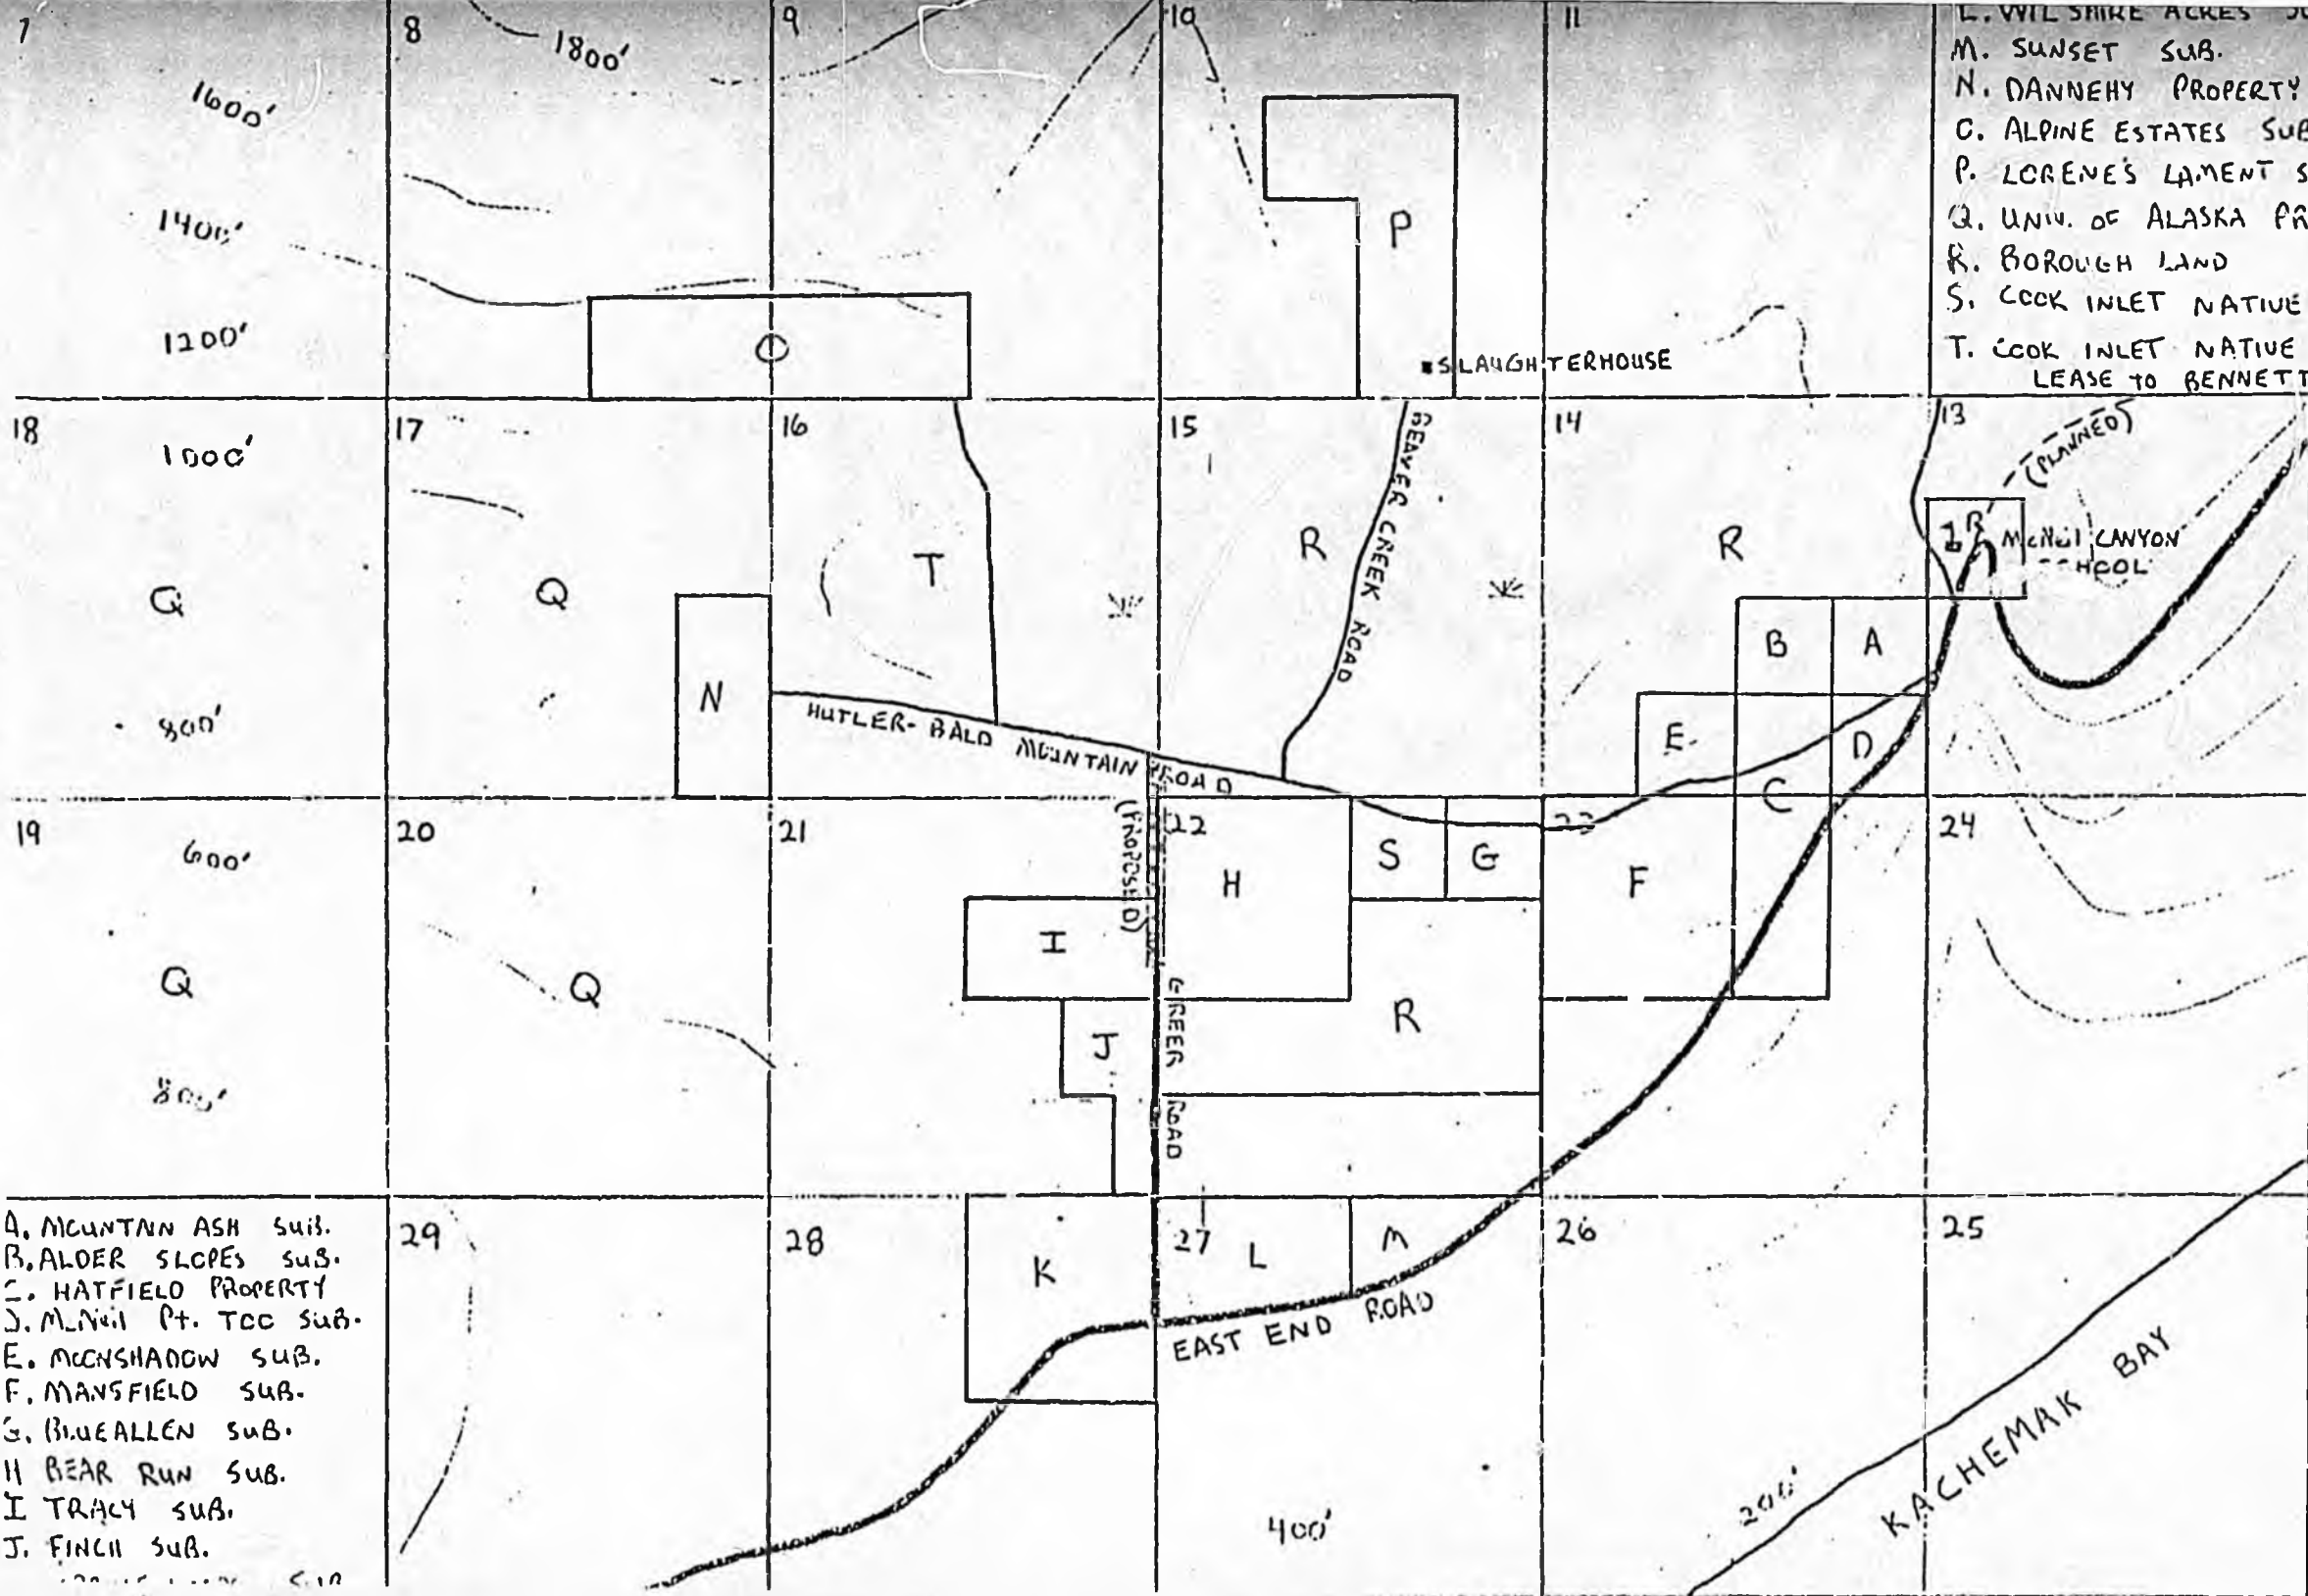 7
8
9
10
11
1800'
1600'
1400'
1200'
O
P
SLAUGHTERHOUSE
L. WILSHIRE ACRES
M. SUNSET SUB.
N. DANNEHY PROPERTY
O. ALPINE ESTATES SUB
P. LORENE'S LAMENT S
Q. UNIV. OF ALASKA PR
R. BOROUGH LAND
S. COOK INLET NATIVE
T. COOK INLET NATIVE
LEASE TO BENNETT
18
17
16
15
14
13
1000'
(PLANNED)
Q
Q
T
R
BEAVER CREEK ROAD
R
R
McNeil CANYON
HOOL
B
A
N
800'
HUTLER-BALD MOUNTAIN ROAD
E
D
C
19
20
21
22
23
24
600'
(PROPOSED)
H
S
G
F
I
Q
Q
GREER ROAD
R
J
800'
29
28
27
26
25
K
L
M
EAST END ROAD
400'
200'
KACHEMAK BAY
A. MOUNTAIN ASH SUB.
B. ALDER SLOPES SUB.
C. HATFIELD PROPERTY
D. McNeil Pt. TOO SUB.
E. MOONSHADOW SUB.
F. MANSFIELD SUB.
G. BLUEALLEN SUB.
H BEAR RUN SUB.
I TRACY SUB.
J. FINCH SUB.
SUB